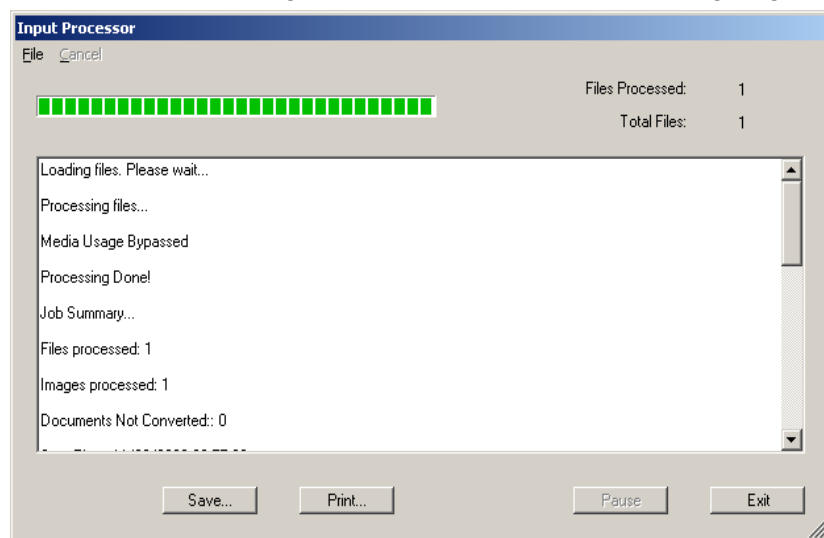 Input Processor
File Cancel
Files Processed: 1
Total Files: 1
Loading files. Please wait...
Processing files...
Media Usage Bypassed
Processing Done!
Job Summary...
Files processed: 1
Images processed: 1
Documents Not Converted:: 0
Save... Print... Pause Exit